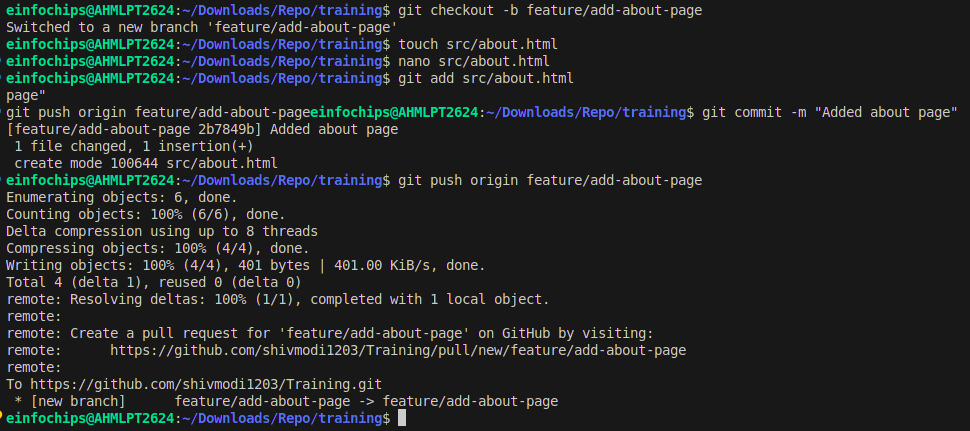 einfochips@AHMLPT2624:~/Downloads/Repo/training$ git checkout -b feature/add-about-page
Switched to a new branch 'feature/add-about-page'
einfochips@AHMLPT2624:~/Downloads/Repo/training$ touch src/about.html
einfochips@AHMLPT2624:~/Downloads/Repo/training$ nano src/about.html
einfochips@AHMLPT2624:~/Downloads/Repo/training$ git add src/about.html
page"
git push origin feature/add-about-pageeinfochips@AHMLPT2624:~/Downloads/Repo/training$ git commit -m "Added about page"
[feature/add-about-page 2b7849b] Added about page
 1 file changed, 1 insertion(+)
 create mode 100644 src/about.html
einfochips@AHMLPT2624:~/Downloads/Repo/training$ git push origin feature/add-about-page
Enumerating objects: 6, done.
Counting objects: 100% (6/6), done.
Delta compression using up to 8 threads
Compressing objects: 100% (4/4), done.
Writing objects: 100% (4/4), 401 bytes | 401.00 KiB/s, done.
Total 4 (delta 1), reused 0 (delta 0)
remote: Resolving deltas: 100% (1/1), completed with 1 local object.
remote:
remote: Create a pull request for 'feature/add-about-page' on GitHub by visiting:
remote:      https://github.com/shivmodi1203/Training/pull/new/feature/add-about-page
remote:
To https://github.com/shivmodi1203/Training.git
 * [new branch]      feature/add-about-page -> feature/add-about-page
einfochips@AHMLPT2624:~/Downloads/Repo/training$